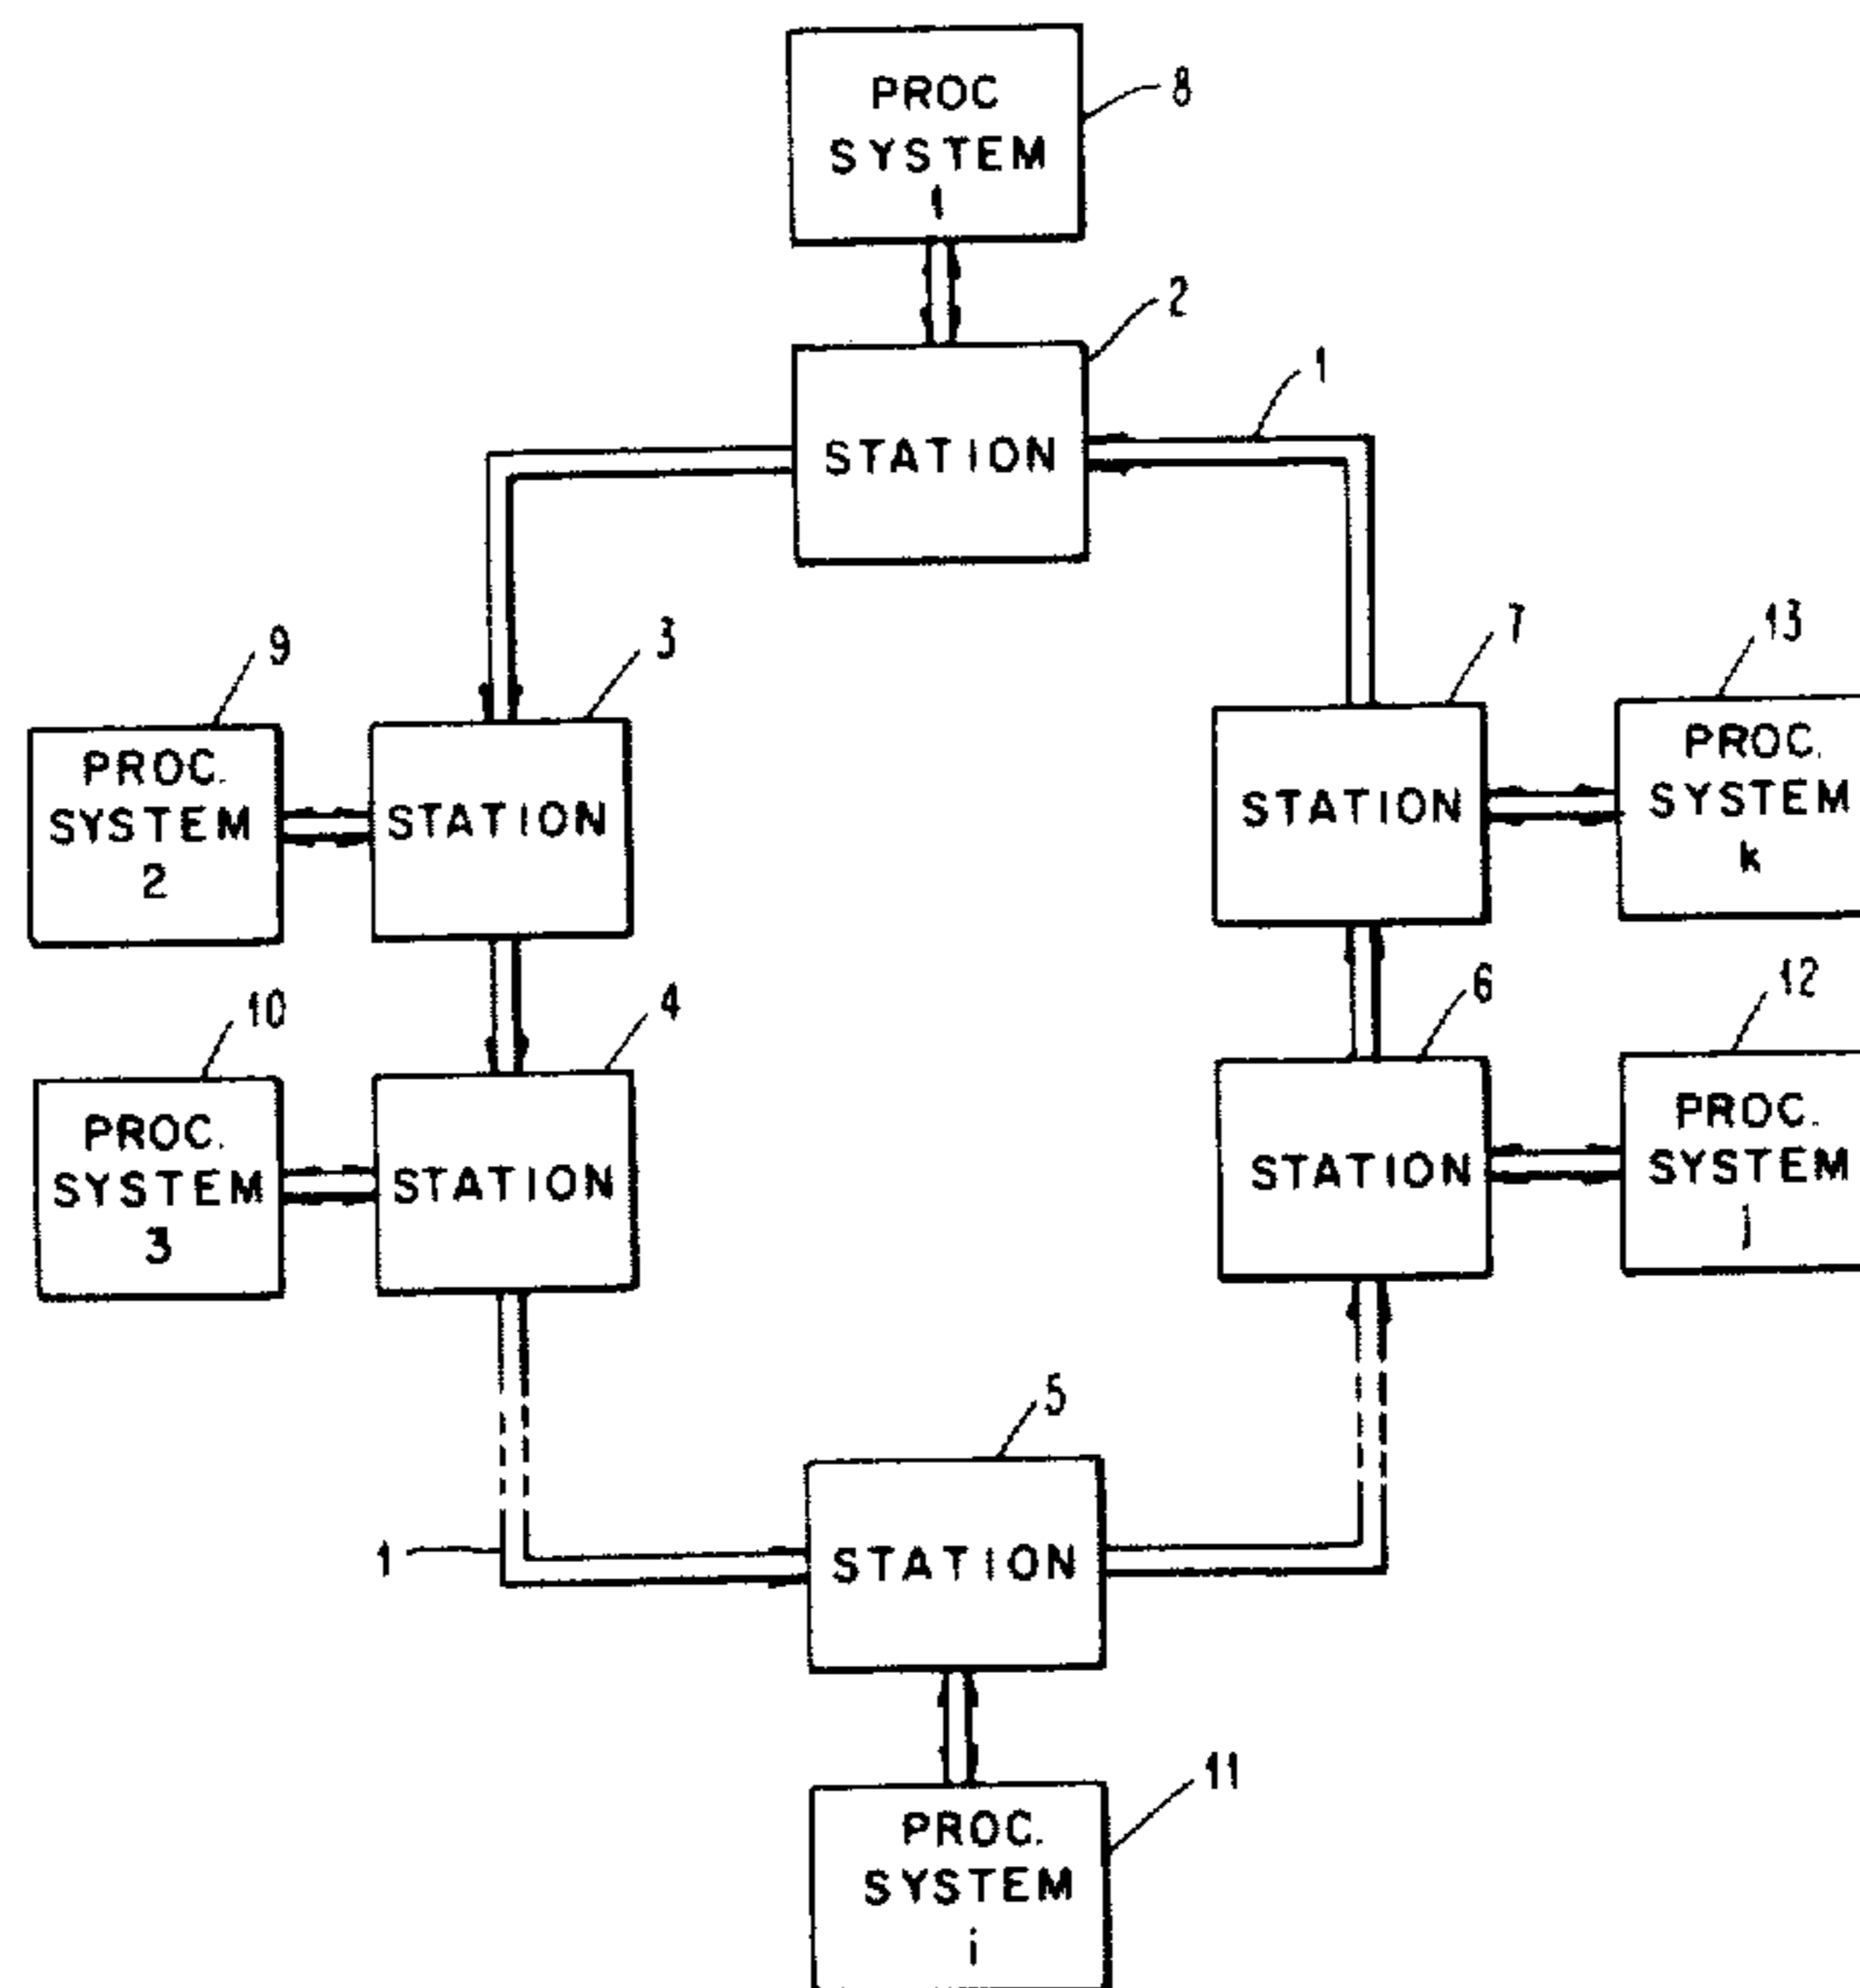 PROC
SYSTEM
1
8
2
STATION
1
9
3
7
13
PROC.
SYSTEM
2
STATION
STATION
PROC.
SYSTEM
k
10
4
6
12
PROC.
SYSTEM
3
STATION
STATION
PROC.
SYSTEM
j
5
1
STATION
11
PROC.
SYSTEM
i